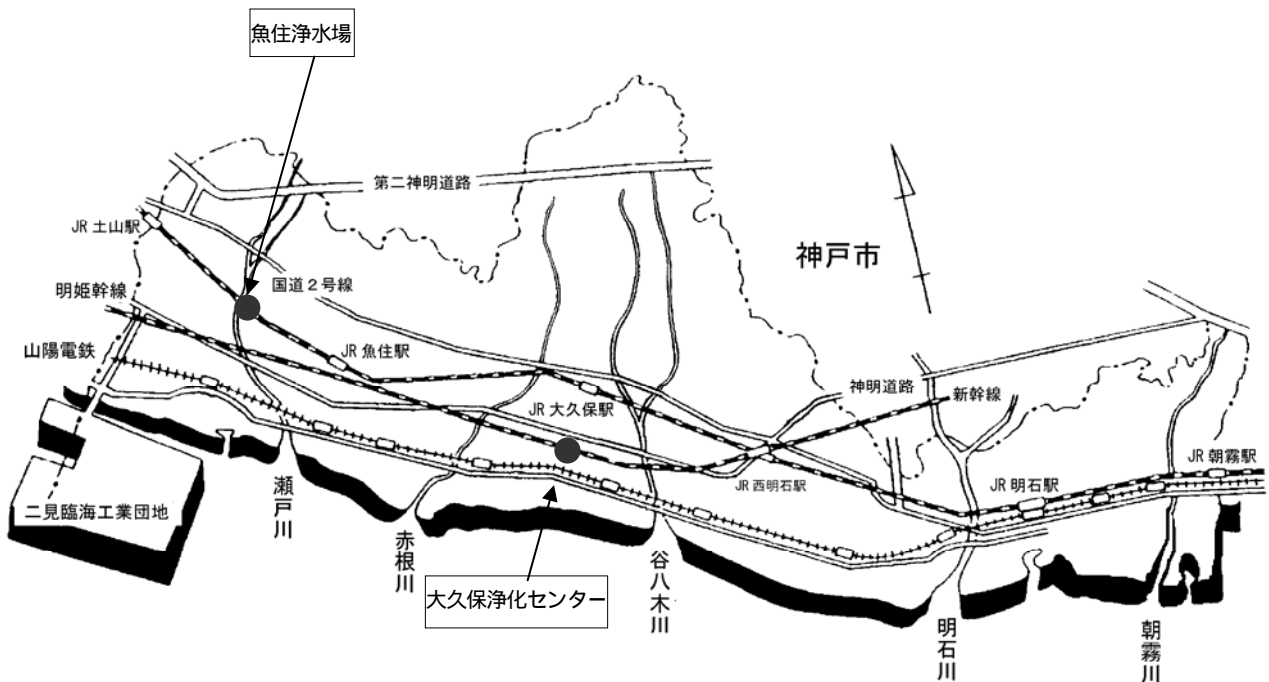 魚住浄水場
第二神明道路
JR 土山駅
神戸市
国道２号線
明姫幹線
山陽電鉄
JR 魚住駅
神明道路
新幹線
JR 大久保駅
JR 朝霧駅
JR 西明石駅
JR 明石駅
瀬戸川
二見臨海工業団地
赤根川
谷八木川
大久保浄化センター
明石川
朝霧川